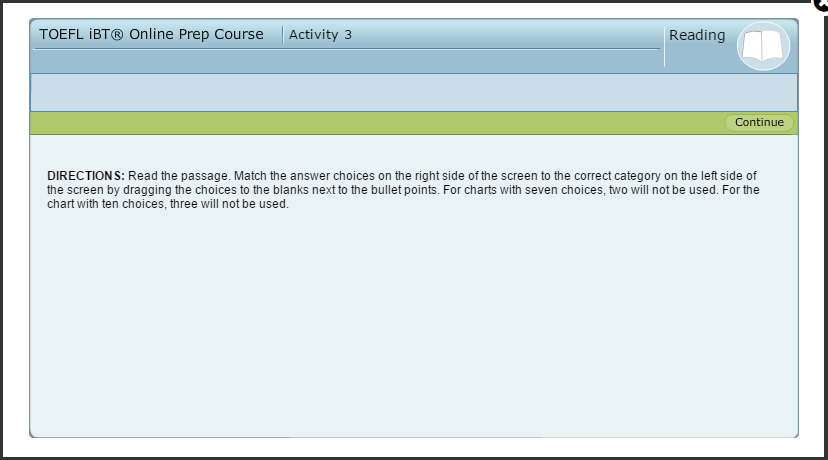 TOEFL iBT® Online Prep Course Activity 3 Reading
Continue
DIRECTIONS: Read the passage. Match the answer choices on the right side of the screen to the correct category on the left side of
the screen by dragging the choices to the blanks next to the bullet points. For charts with seven choices, two will not be used. For the
chart with ten choices, three will not be used.